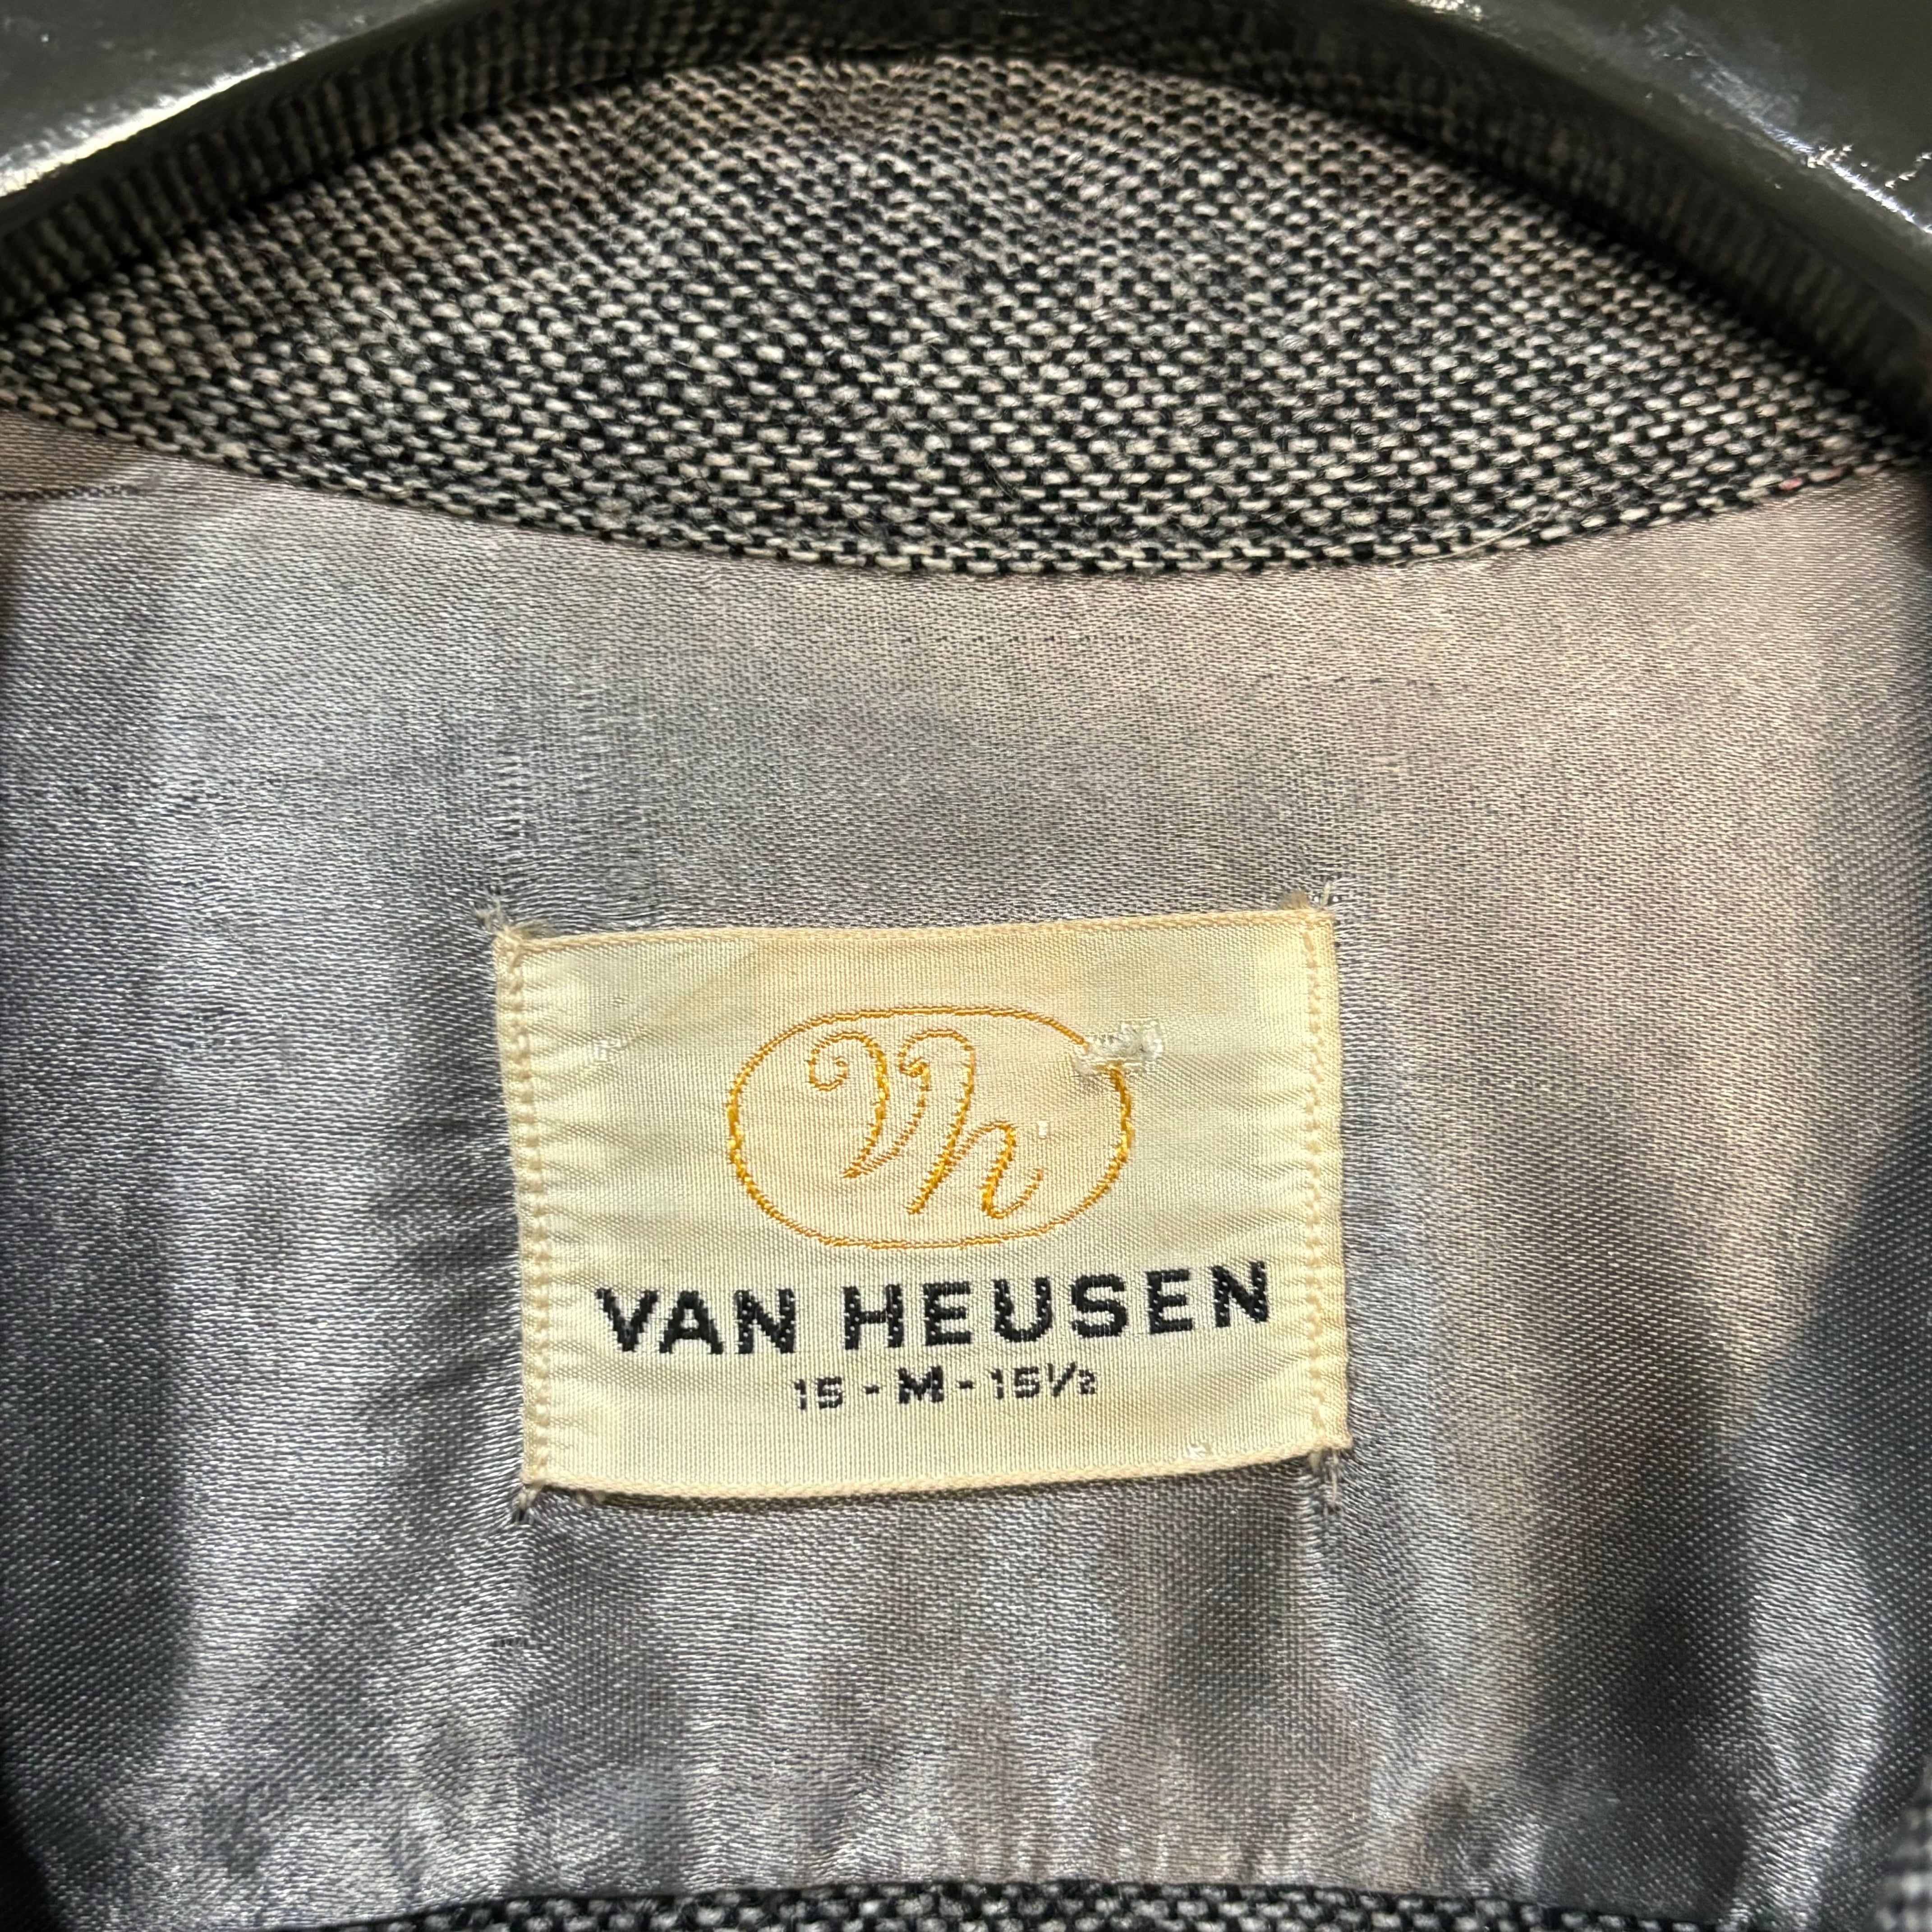 Vh
VAN HEUSEN
15 - M - 15½